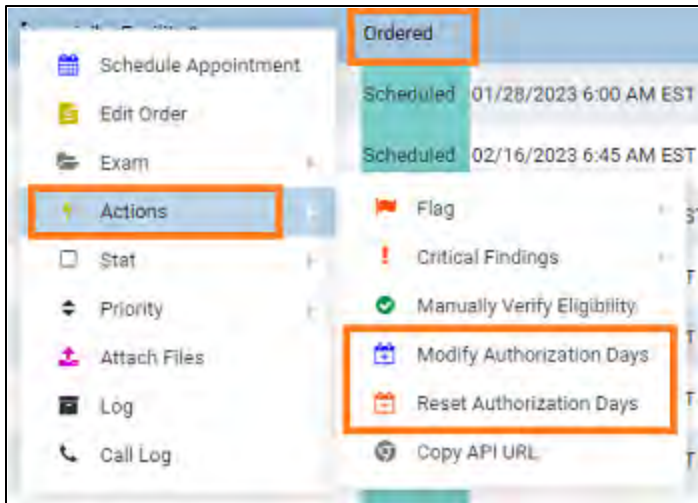 Ordered
Scheduled 01/28/2023 6:00 AM EST
Scheduled 02/16/2023 6:45 AM EST
Schedule Appointment
Edit Order
Exam
Actions
Stat
Priority
Attach Files
Log
Call Log
Flag
Critical Findings
Manually Verify Eligibility
Modify Authorization Days
Reset Authorization Days
Copy API URL